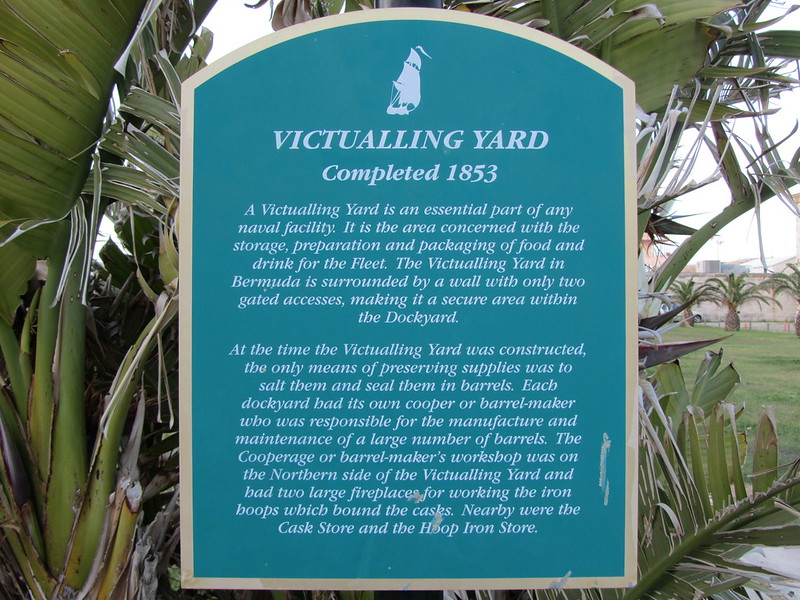 VICTUALLING YARD
Completed 1853
A Victualling Yard is an essential part of any
naval facility. It is the area concerned with the
storage, preparation and packaging of food and
drink for the Fleet. The Victualling Yard in
Bermuda is surrounded by a wall with only two
gated accesses, making it a secure area within
the Dockyard.
At the time the Victualling Yard was constructed,
the only means of preserving supplies was to
salt them and seal them in barrels. Each
dockyard had its own cooper or barrel-maker
who was responsible for the manufacture and
maintenance of a large number of barrels. The
Cooperage or barrel-maker's workshop was on
the Northern side of the Victualling Yard and
had two large fireplaces for working the iron
hoops which bound the casks. Nearby were the
Cask Store and the Hoop Iron Store.